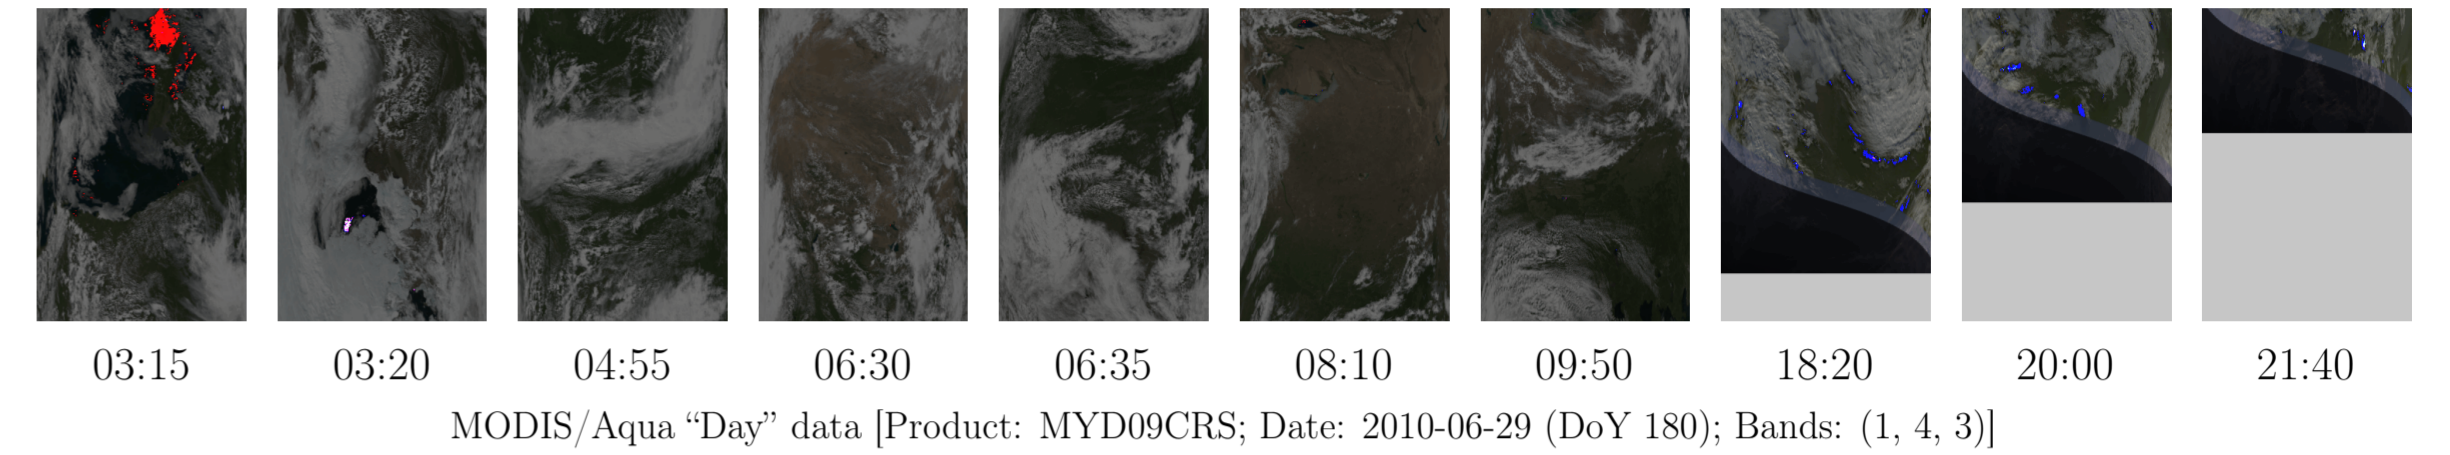 03:15 03:20 04:55 06:30 06:35 08:10 09:50 18:20 20:00 21:40
MODIS/Aqua “Day” data [Product: MYD09CRS; Date: 2010-06-29 (DoY 180); Bands: (1, 4, 3)]